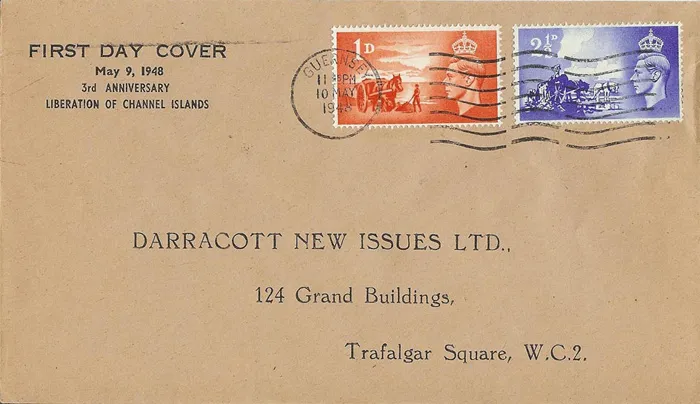 FIRST DAY COVER
May 9, 1948
3rd ANNIVERSARY
LIBERATION OF CHANNEL ISLANDS
GUERNSEY
PM
10 MAY
1948
1D
2½D
DARRACOTT NEW ISSUES LTD.,
124 Grand Buildings,
Trafalgar Square, W.C.2.